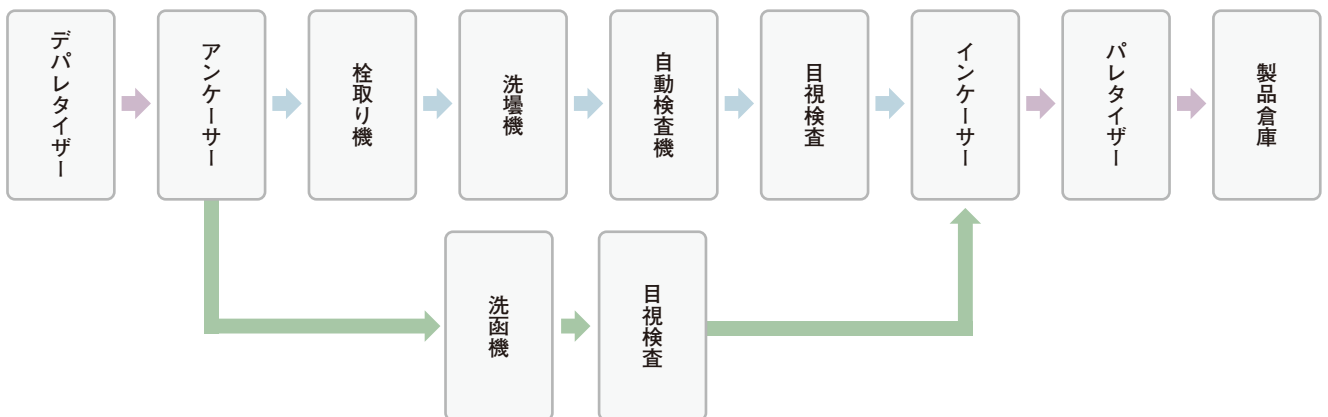 デパレタイザー
アンケーサー
栓取り機
洗壜機
自動検査機
目視検査
インケーサー
パレタイザー
製品倉庫
洗函機
目視検査